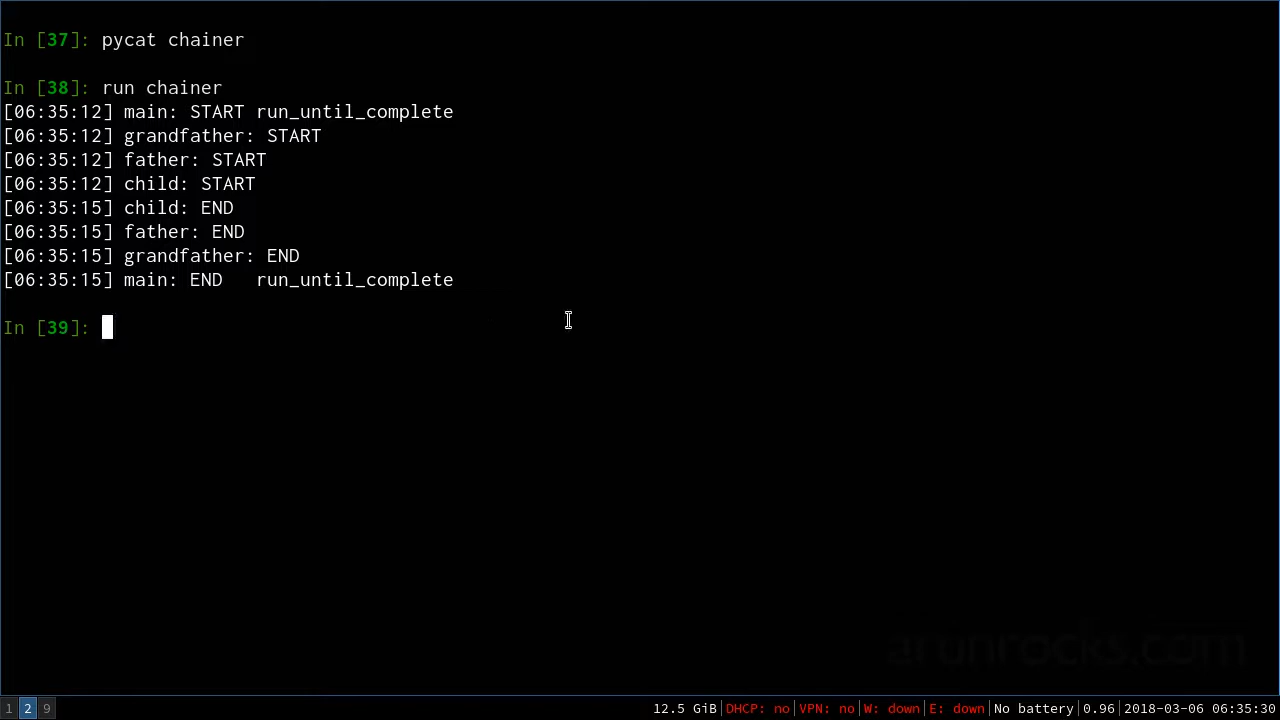 In [37]: pycat chainer
In [38]: run chainer
[06:35:12] main: START run_until_complete
[06:35:12] grandfather: START
[06:35:12] father: START
[06:35:12] child: START
[06:35:15] child: END
[06:35:15] father: END
[06:35:15] grandfather: END
[06:35:15] main: END   run_until_complete
In [39]:
arunrocks.com
1 2 9 12.5 GiB|DHCP: no|VPN: no|W: down|E: down|No battery|0.96|2018-03-06 06:35:30